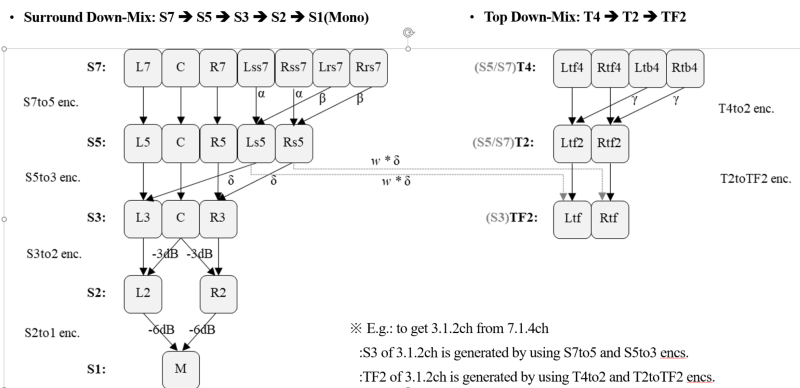 • Surround Down-Mix: S7 ➔ S5 ➔ S3 ➔ S2 ➔ S1(Mono)
• Top Down-Mix: T4 ➔ T2 ➔ TF2
S7: L7 C R7 Lss7 Rss7 Lrs7 Rrs7
(S5/S7)T4: Ltf4 Rtf4 Ltb4 Rtb4
S7to5 enc.
α α β β
γ γ
T4to2 enc.
S5: L5 C R5 Ls5 Rs5
(S5/S7)T2: Ltf2 Rtf2
w * δ
S5to3 enc.
δ δ
w * δ
T2toTF2 enc.
S3: L3 C R3
(S3)TF2: Ltf Rtf
S3to2 enc.
-3dB -3dB
S2: L2 R2
S2to1 enc.
-6dB -6dB
S1: M
※ E.g.: to get 3.1.2ch from 7.1.4ch
:S3 of 3.1.2ch is generated by using S7to5 and S5to3 encs.
:TF2 of 3.1.2ch is generated by using T4to2 and T2toTF2 encs.